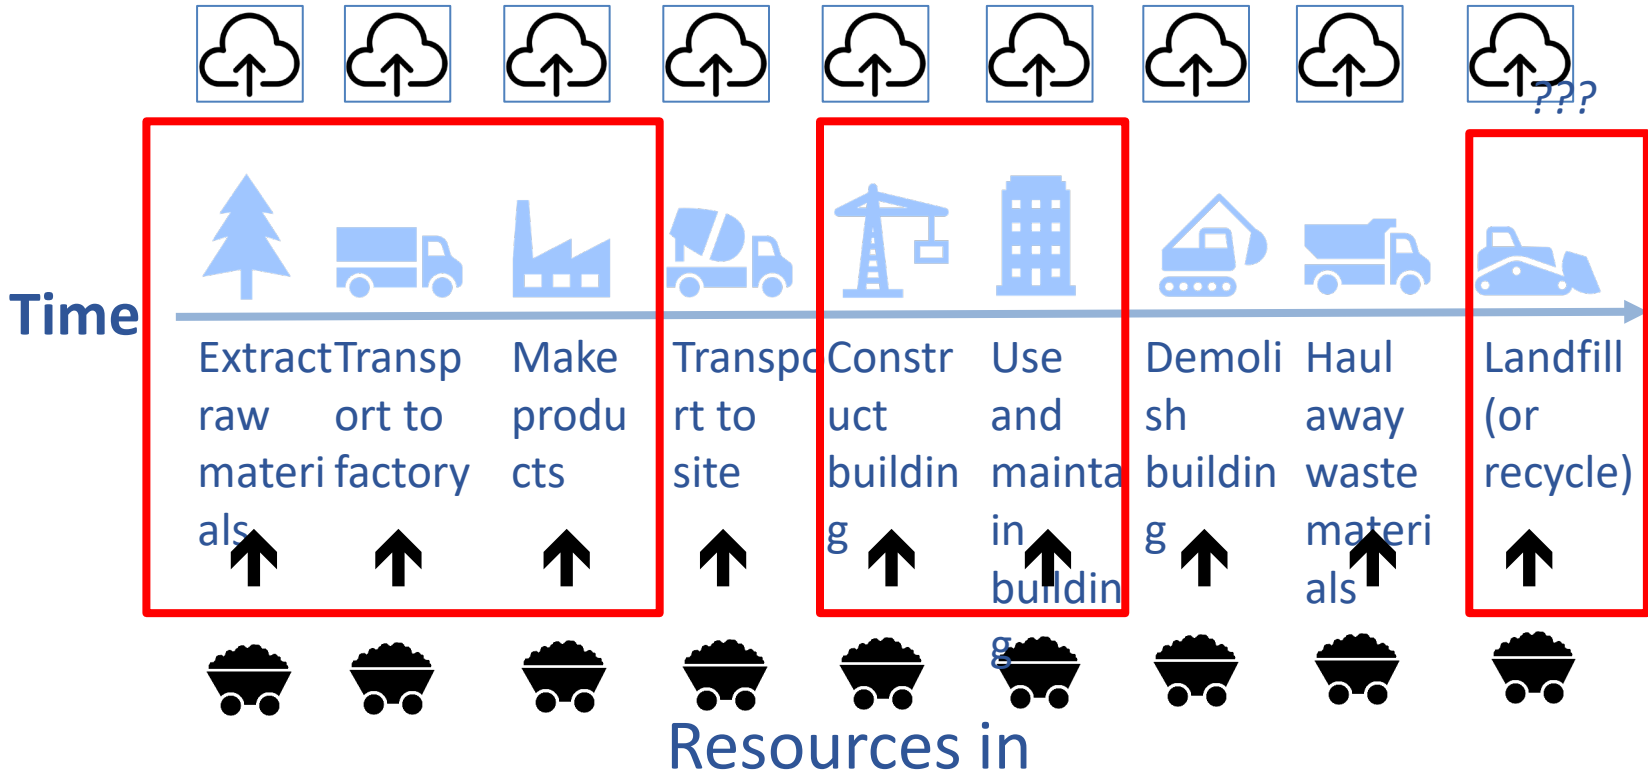 ???
Time
Extract
raw
materi
als
Transp
ort to
factory
Make
produ
cts
Transpo
rt to
site
Constr
uct
buildin
g
Use
and
mainta
in
buildin
g
Demoli
sh
buildin
g
Haul
away
waste
materi
als
Landfill
(or
recycle)
Resources in